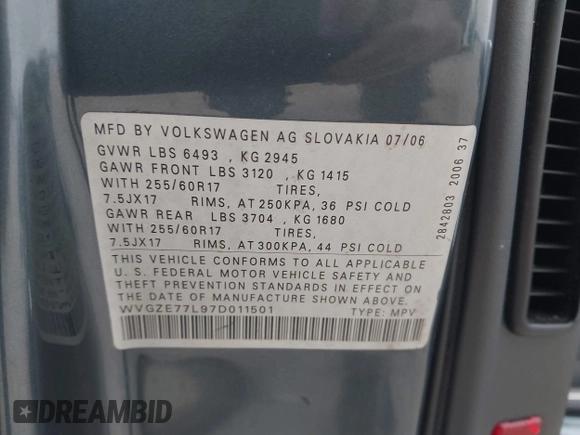 MFD BY VOLKSWAGEN AG SLOVAKIA 07/06
GVWR LBS 6493 , KG 2945
GAWR FRONT LBS 3120 , KG 1415
WITH 255/60R17 TIRES,
7.5JX17 RIMS, AT 250KPA, 36 PSI COLD
GAWR REAR LBS 3704 , KG 1680
WITH 255/60R17 TIRES,
7.5JX17 RIMS, AT 300KPA, 44 PSI COLD
THIS VEHICLE CONFORMS TO ALL APPLICABLE
U. S. FEDERAL MOTOR VEHICLE SAFETY AND
THEFT PREVENTION STANDARDS IN EFFECT ON
THE DATE OF MANUFACTURE SHOWN ABOVE.
WVGZE77L97D011501 TYPE: MPV
2842803 2006 37
DREAMBID